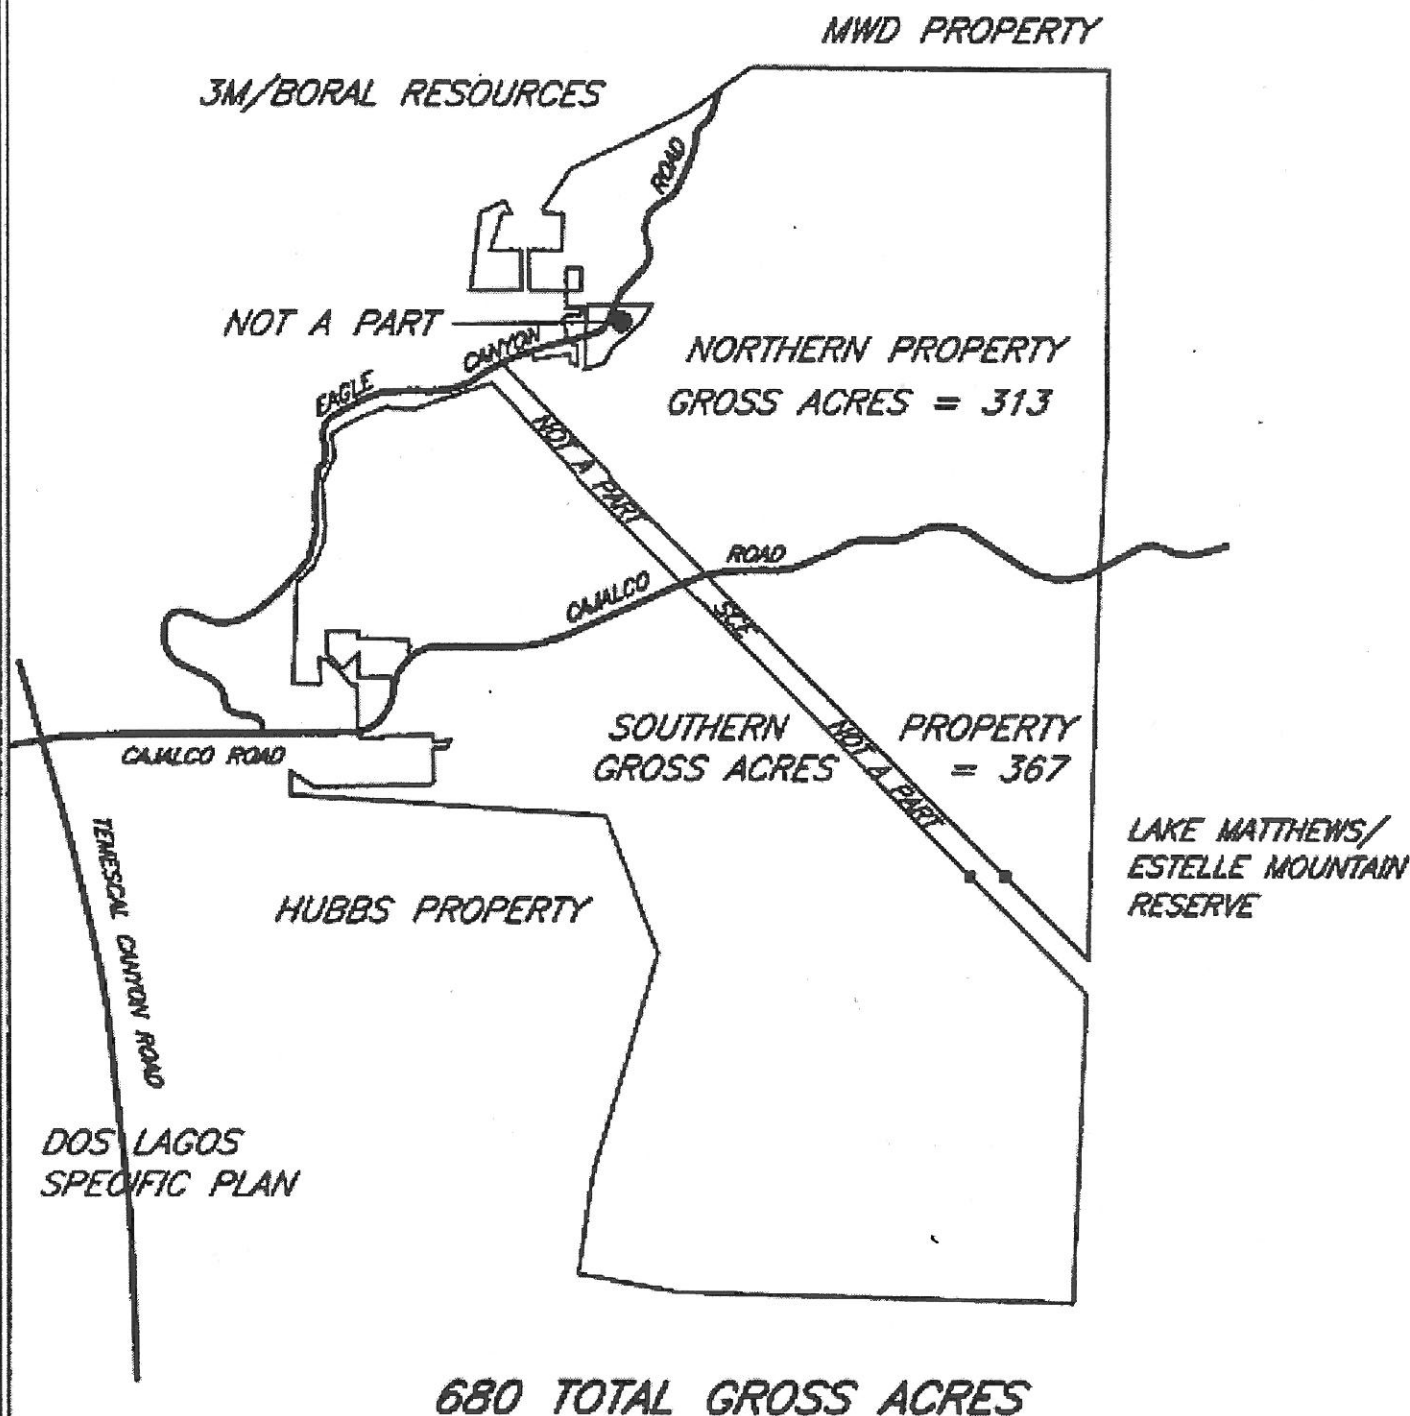 MWD PROPERTY
3M/BORAL RESOURCES
ROAD
NOT A PART
CANYON
EAGLE
NORTHERN PROPERTY
GROSS ACRES = 313
NOT A PART
ROAD
CAJALCO
SCE
SOUTHERN PROPERTY
GROSS ACRES = 367
NOT A PART
CAJALCO ROAD
LAKE MATTHEWS/
ESTELLE MOUNTAIN
RESERVE
TEMESCAL CANYON ROAD
HUBBS PROPERTY
DOS LAGOS
SPECIFIC PLAN
680 TOTAL GROSS ACRES